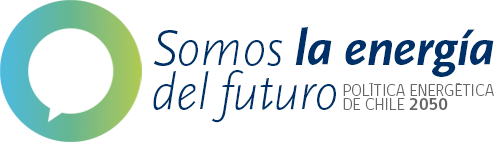 Somos la energía
del futuro
POLÍTICA ENERGÉTICA
DE CHILE 2050